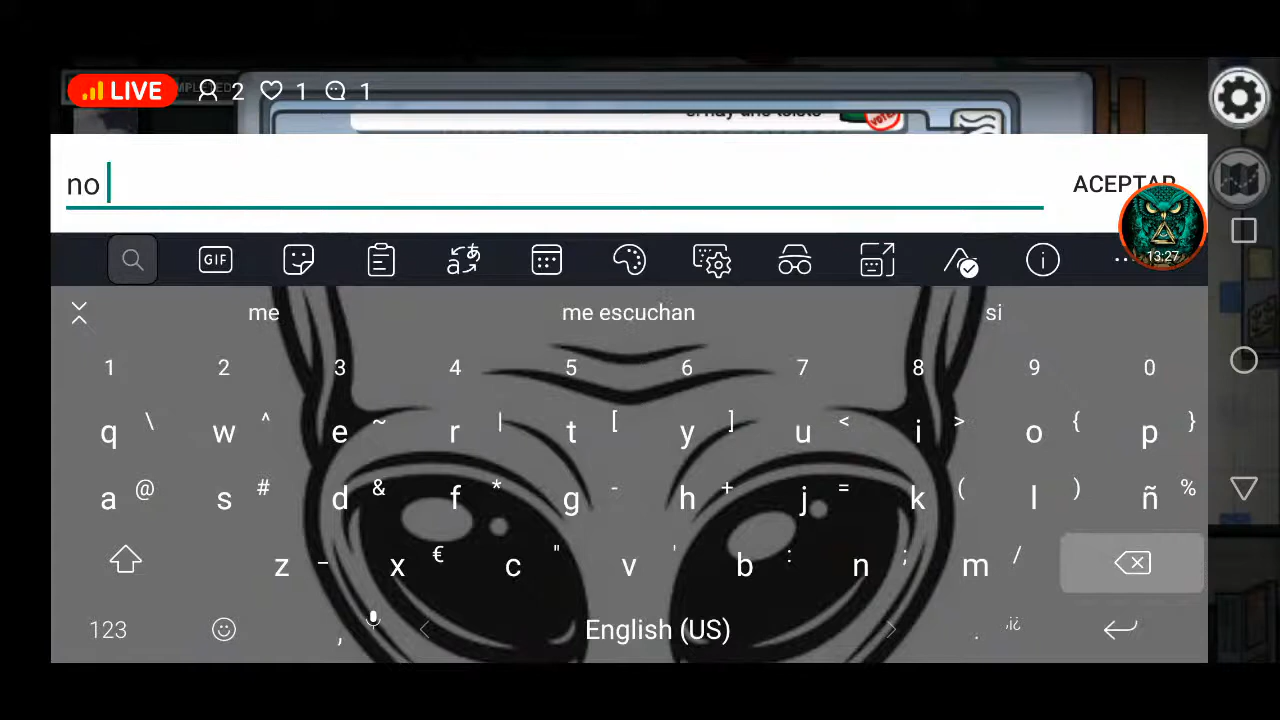 LIVE 2 1 1
no
ACEPTAR
GIF
13:27
me me escuchan si
1 2 3 4 5 6 7 8 9 0
q \ w ^ e ~ r | t [ y ] u < i > o { p }
a @ s # d & f * g - h + j = k ( l ) ñ %
z _ x € c " v ' b : n ; m /
123 , English (US) . ,¡¿